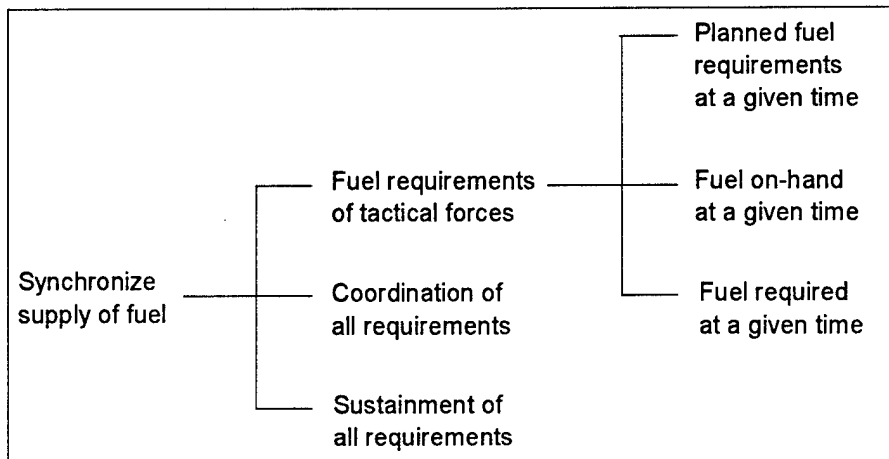 Synchronize
supply of fuel
Fuel requirements
of tactical forces
Coordination of
all requirements
Sustainment of
all requirements
Planned fuel
requirements
at a given time
Fuel on-hand
at a given time
Fuel required
at a given time